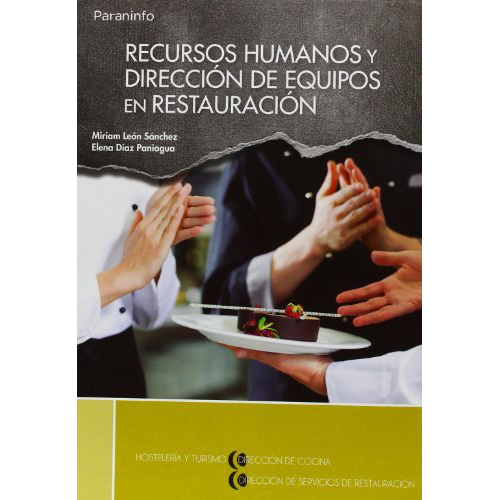 Paraninfo
RECURSOS HUMANOS Y
DIRECCIÓN DE EQUIPOS
EN RESTAURACIÓN
Miriam León Sánchez
Elena Díaz Paniagua
HOSTELERÍA Y TURISMO DIRECCIÓN DE COCINA
DIRECCIÓN DE SERVICIOS DE RESTAURACIÓN